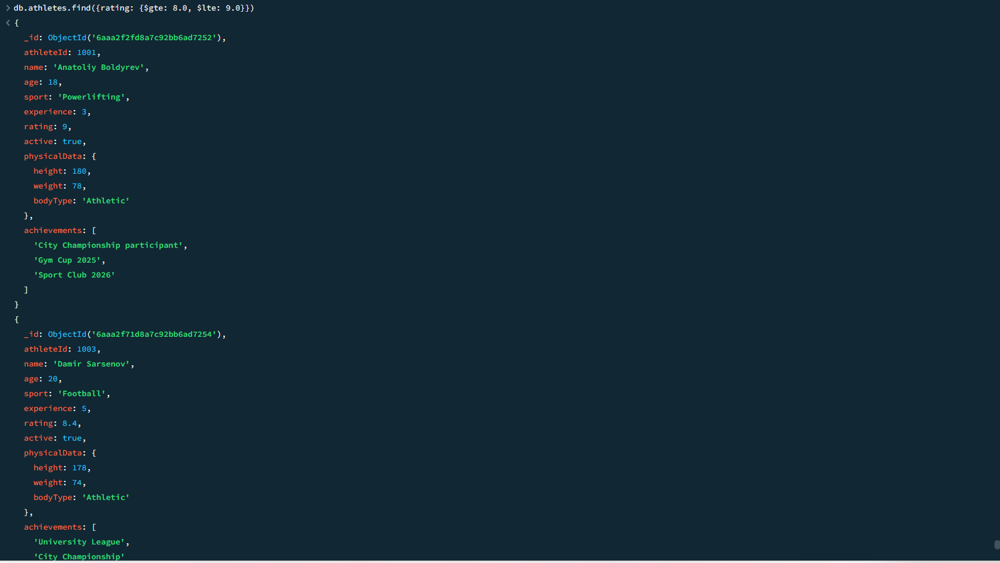 > db.athletes.find({rating: {$gte: 8.0, $lte: 9.0}})
< {
_id: ObjectId('6aaa2f2fd8a7c92bb6ad7252'),
athleteId: 1001,
name: 'Anatoliy Boldyrev',
age: 18,
sport: 'Powerlifting',
experience: 3,
rating: 9,
active: true,
physicalData: {
height: 180,
weight: 78,
bodyType: 'Athletic'
},
achievements: [
'City Championship participant',
'Gym Cup 2025',
'Sport Club 2026'
]
}
{
_id: ObjectId('6aaa2f71d8a7c92bb6ad7254'),
athleteId: 1003,
name: 'Damir Sarsenov',
age: 20,
sport: 'Football',
experience: 5,
rating: 8.4,
active: true,
physicalData: {
height: 178,
weight: 74,
bodyType: 'Athletic'
},
achievements: [
'University League',
'City Championship'